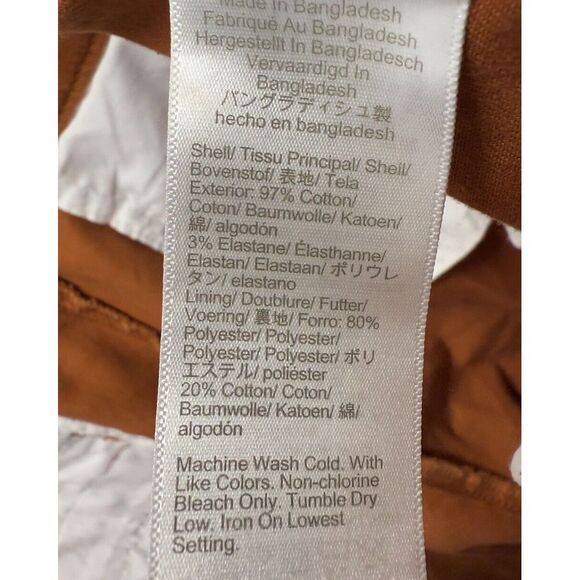 Made In Bangladesh
Fabriqué Au Bangladesh
Hergestellt In Bangladesch
Vervaardigd In
Bangladesh
バングラディシュ製
hecho en bangladesh
Shell/ Tissu Principal/ Shell/
Bovenstof/ 表地/ Tela
Exterior: 97% Cotton/
Coton/ Baumwolle/ Katoen/
綿/ algodón
3% Elastane/ Élasthanne/
Elastan/ Elastaan/ ポリウレ
タン/ elastano
Lining/ Doublure/ Futter/
Voering/ 裏地/ Forro: 80%
Polyester/ Polyester/
Polyester/ Polyester/ ポリ
エステル/ poliéster
20% Cotton/ Coton/
Baumwolle/ Katoen/ 綿/
algodón
Machine Wash Cold. With
Like Colors. Non-chlorine
Bleach Only. Tumble Dry
Low. Iron On Lowest
Setting.